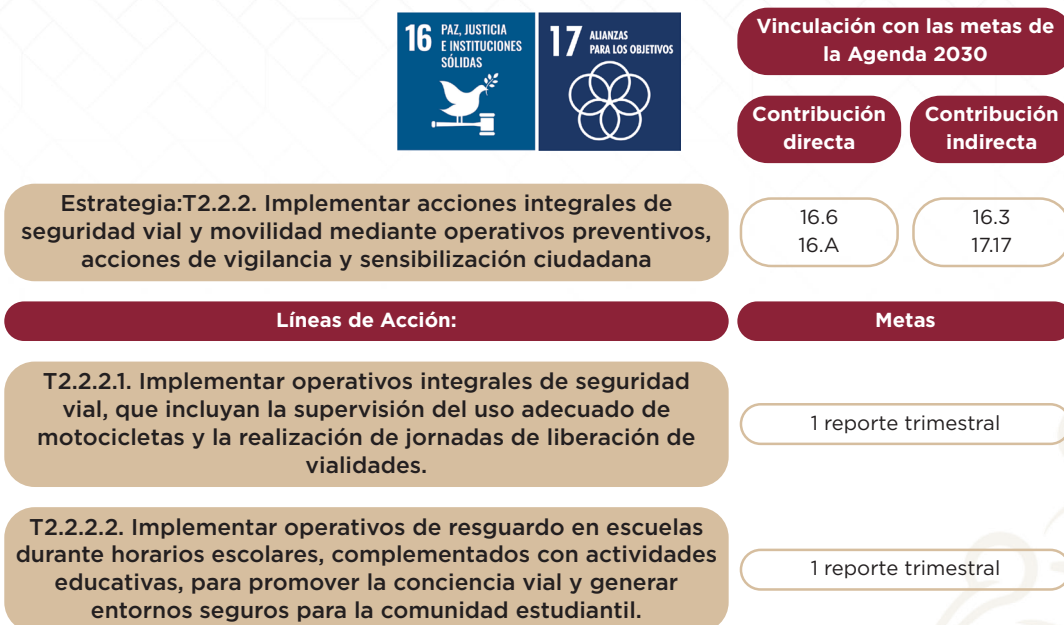 16 PAZ, JUSTICIA
E INSTITUCIONES
SÓLIDAS
17 ALIANZAS
PARA LOS OBJETIVOS
Vinculación con las metas de
la Agenda 2030
Contribución
directa
Contribución
indirecta
Estrategia:T2.2.2. Implementar acciones integrales de
seguridad vial y movilidad mediante operativos preventivos,
acciones de vigilancia y sensibilización ciudadana
16.6
16.A
16.3
17.17
Líneas de Acción:
Metas
T2.2.2.1. Implementar operativos integrales de seguridad
vial, que incluyan la supervisión del uso adecuado de
motocicletas y la realización de jornadas de liberación de
vialidades.
1 reporte trimestral
T2.2.2.2. Implementar operativos de resguardo en escuelas
durante horarios escolares, complementados con actividades
educativas, para promover la conciencia vial y generar
entornos seguros para la comunidad estudiantil.
1 reporte trimestral